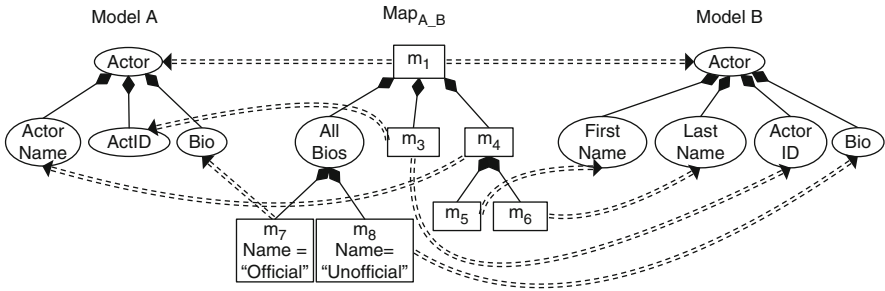 Model A
Map_A_B
Model B
Actor
m1
Actor
Actor
Name
ActID
Bio
All
Bios
m3
m4
First
Name
Last
Name
Actor
ID
Bio
m5
m6
m7
Name =
“Official”
m8
Name=
“Unofficial”